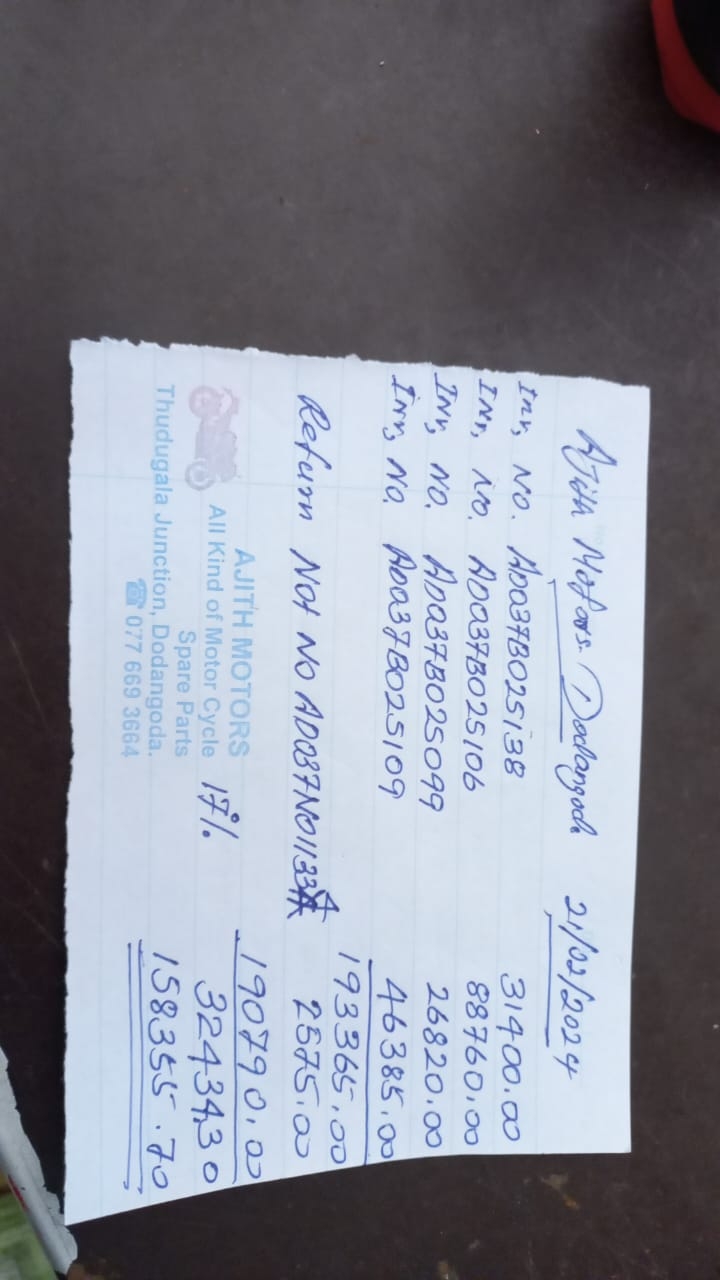 Ajith Motors. Dodangoda 21/02/2024
Inv, No. AD037B025138 31400.00
Inv, No. AD037B025106 88760.00
Inv, No. AD037B025099 26820.00
Inv, No. AD037B025109 46385.00
193365.00
Return Not No AD037N01133 2575.00
190790.00
17% 32434.30
158355.70
AJITH MOTORS
All Kind of Motor Cycle
Spare Parts
Thudugala Junction, Dodangoda.
☎ 077 669 3664